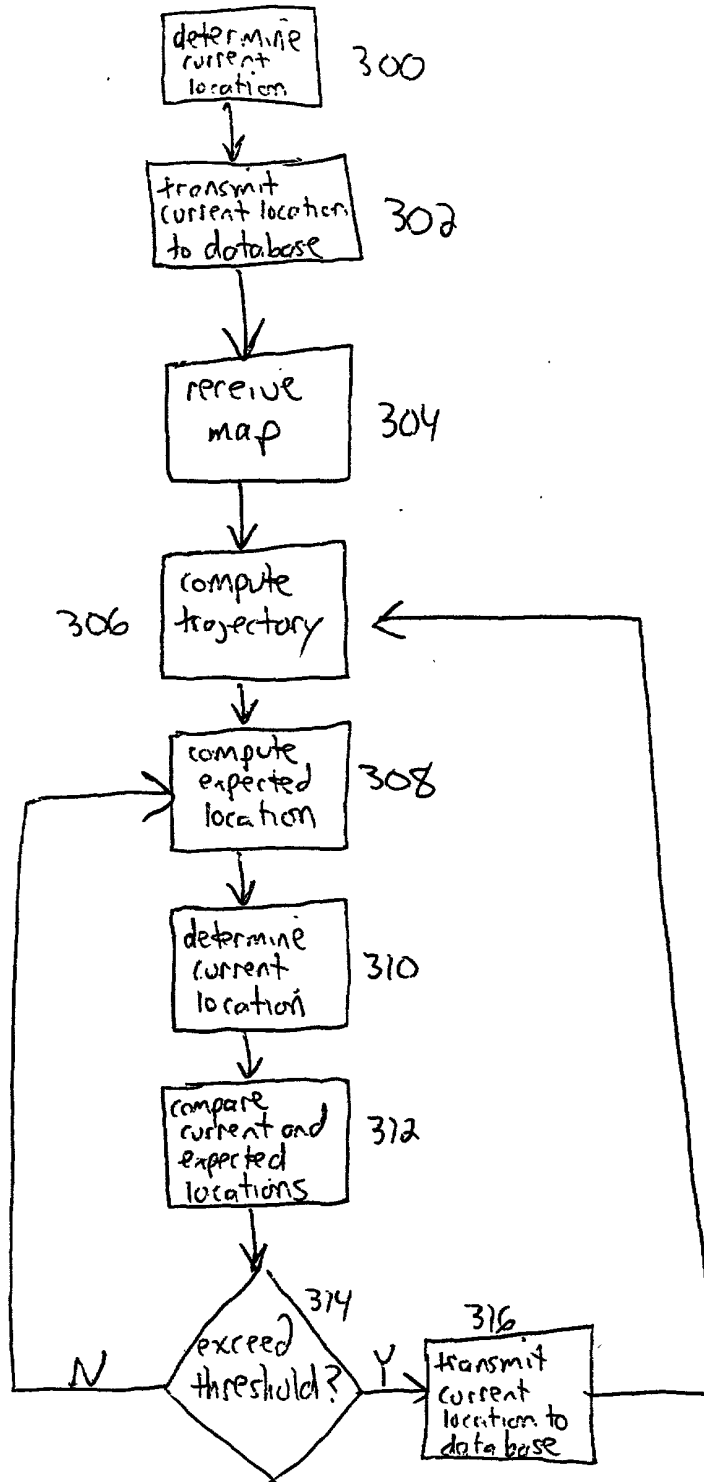 determine
current
location
300
transmit
current location
to database
302
receive
map
304
306
compute
trajectory
compute
expected
location
308
determine
current
location
310
compare
current and
expected
locations
312
314
exceed
threshold?
N
Y
316
transmit
current
location to
database